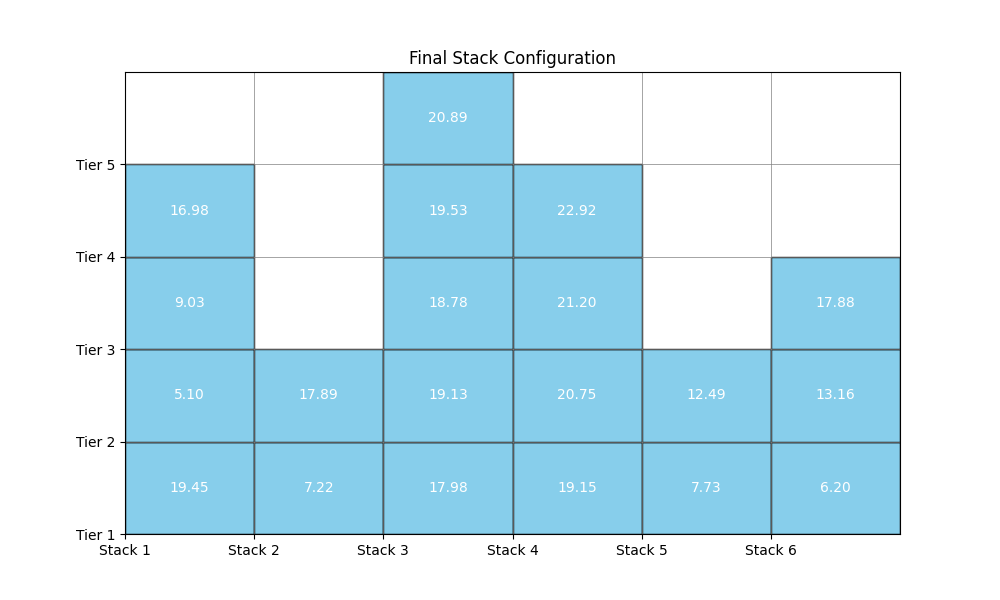 Final Stack Configuration
20.89
Tier 5
16.98 19.53 22.92
Tier 4
9.03 18.78 21.20 17.88
Tier 3
5.10 17.89 19.13 20.75 12.49 13.16
Tier 2
19.45 7.22 17.98 19.15 7.73 6.20
Tier 1
Stack 1 Stack 2 Stack 3 Stack 4 Stack 5 Stack 6